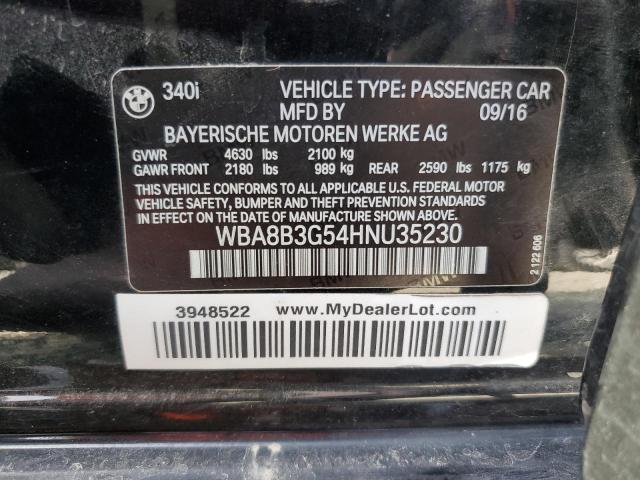 340i VEHICLE TYPE: PASSENGER CAR
MFD BY 09/16
BAYERISCHE MOTOREN WERKE AG
GVWR 4630 lbs 2100 kg
GAWR FRONT 2180 lbs 989 kg REAR 2590 lbs 1175 kg
THIS VEHICLE CONFORMS TO ALL APPLICABLE U.S. FEDERAL MOTOR
VEHICLE SAFETY, BUMPER AND THEFT PREVENTION STANDARDS
IN EFFECT ON THE DATE OF MANUFACTURE SHOWN ABOVE
WBA8B3G54HNU35230
2 122 606
3948522 www.MyDealerLot.com